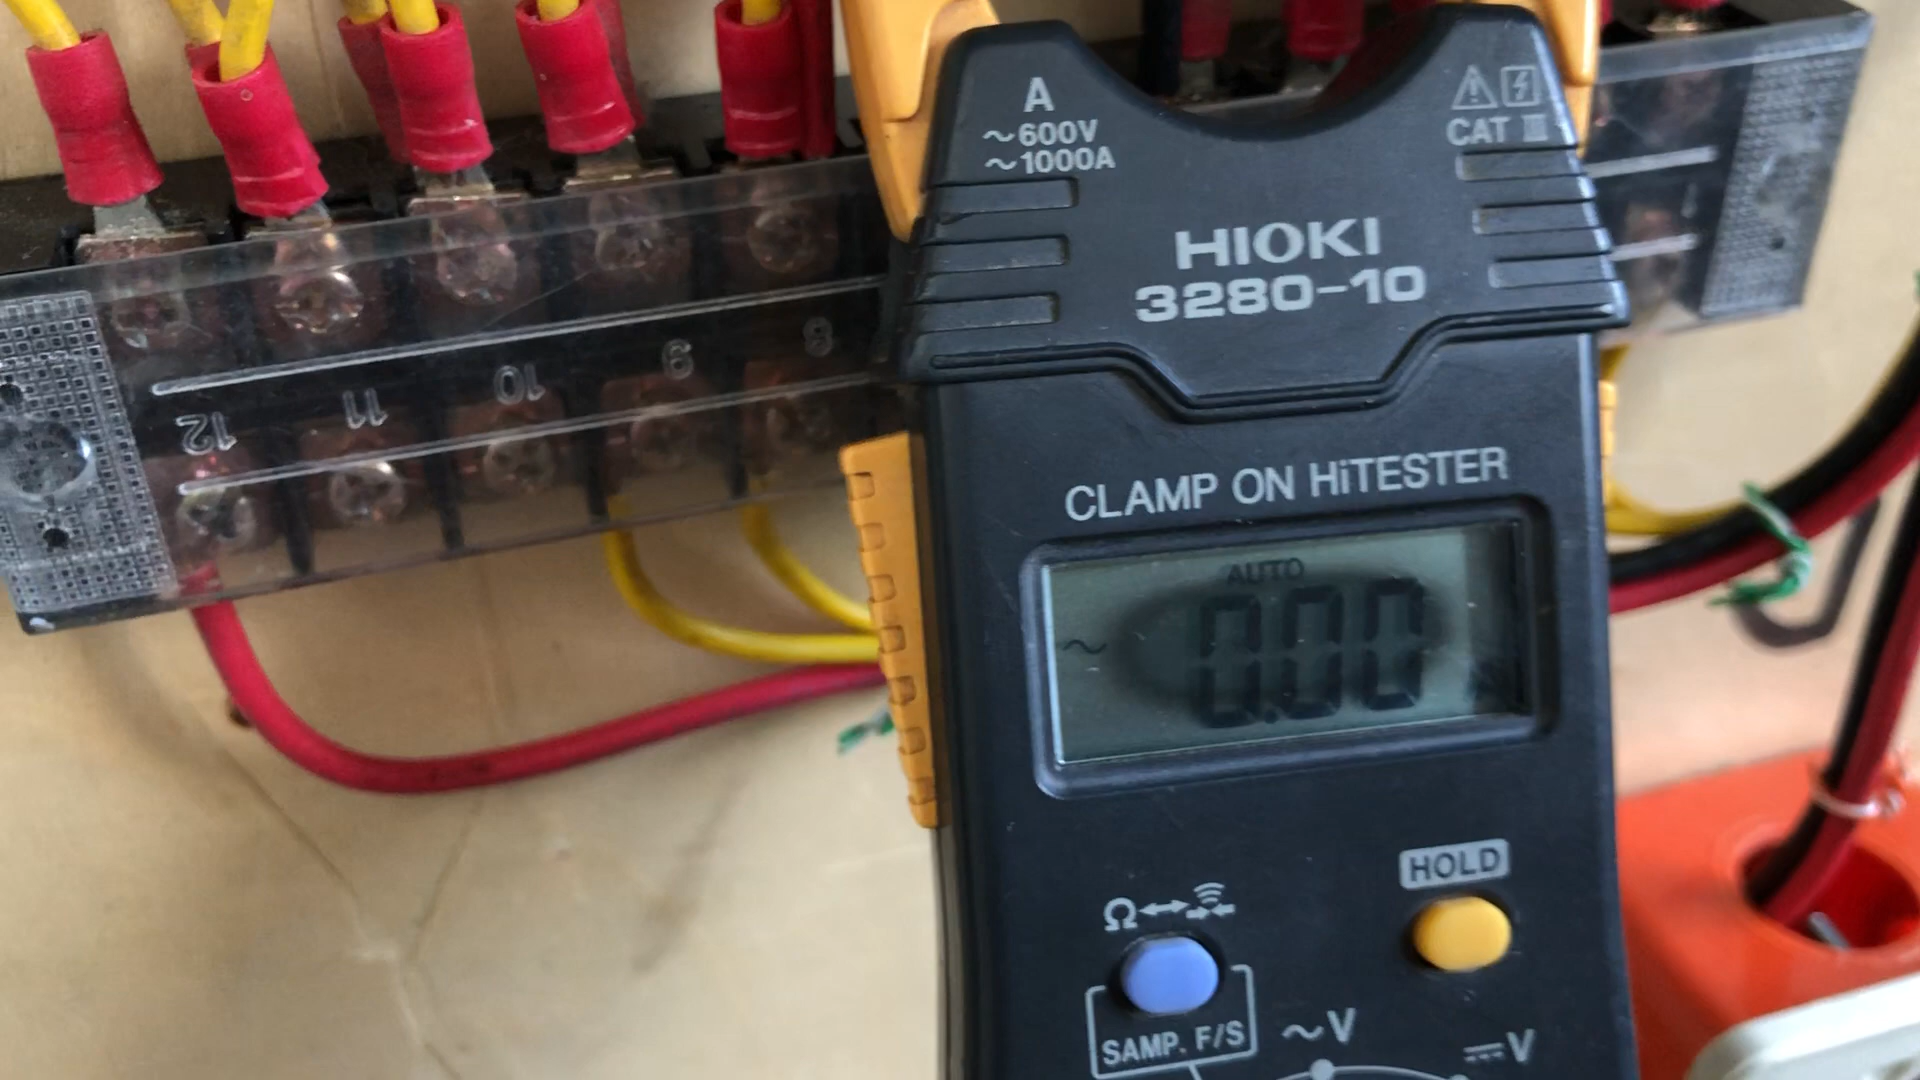 A
~600V
~1000A
CAT III
HIOKI
3280-10
CLAMP ON HiTESTER
AUTO
~ 0.00
HOLD
Ω↔
SAMP. F/S
~V
⎓V
12
11
10
9
8